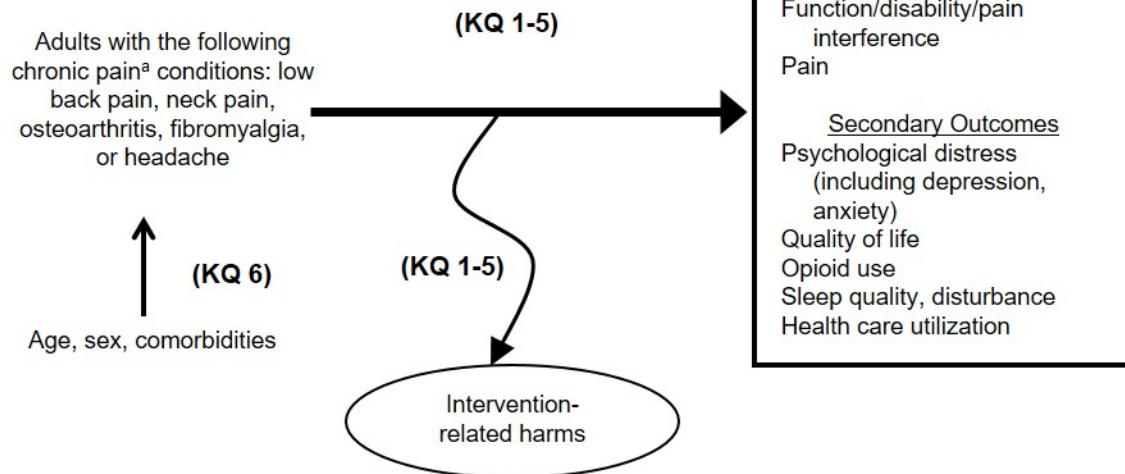 (KQ 1-5)
Adults with the following
chronic painᵃ conditions: low
back pain, neck pain,
osteoarthritis, fibromyalgia,
or headache
(KQ 6)
Age, sex, comorbidities
(KQ 1-5)
Intervention-
related harms
Function/disability/pain
interference
Pain
Secondary Outcomes
Psychological distress
(including depression,
anxiety)
Quality of life
Opioid use
Sleep quality, disturbance
Health care utilization